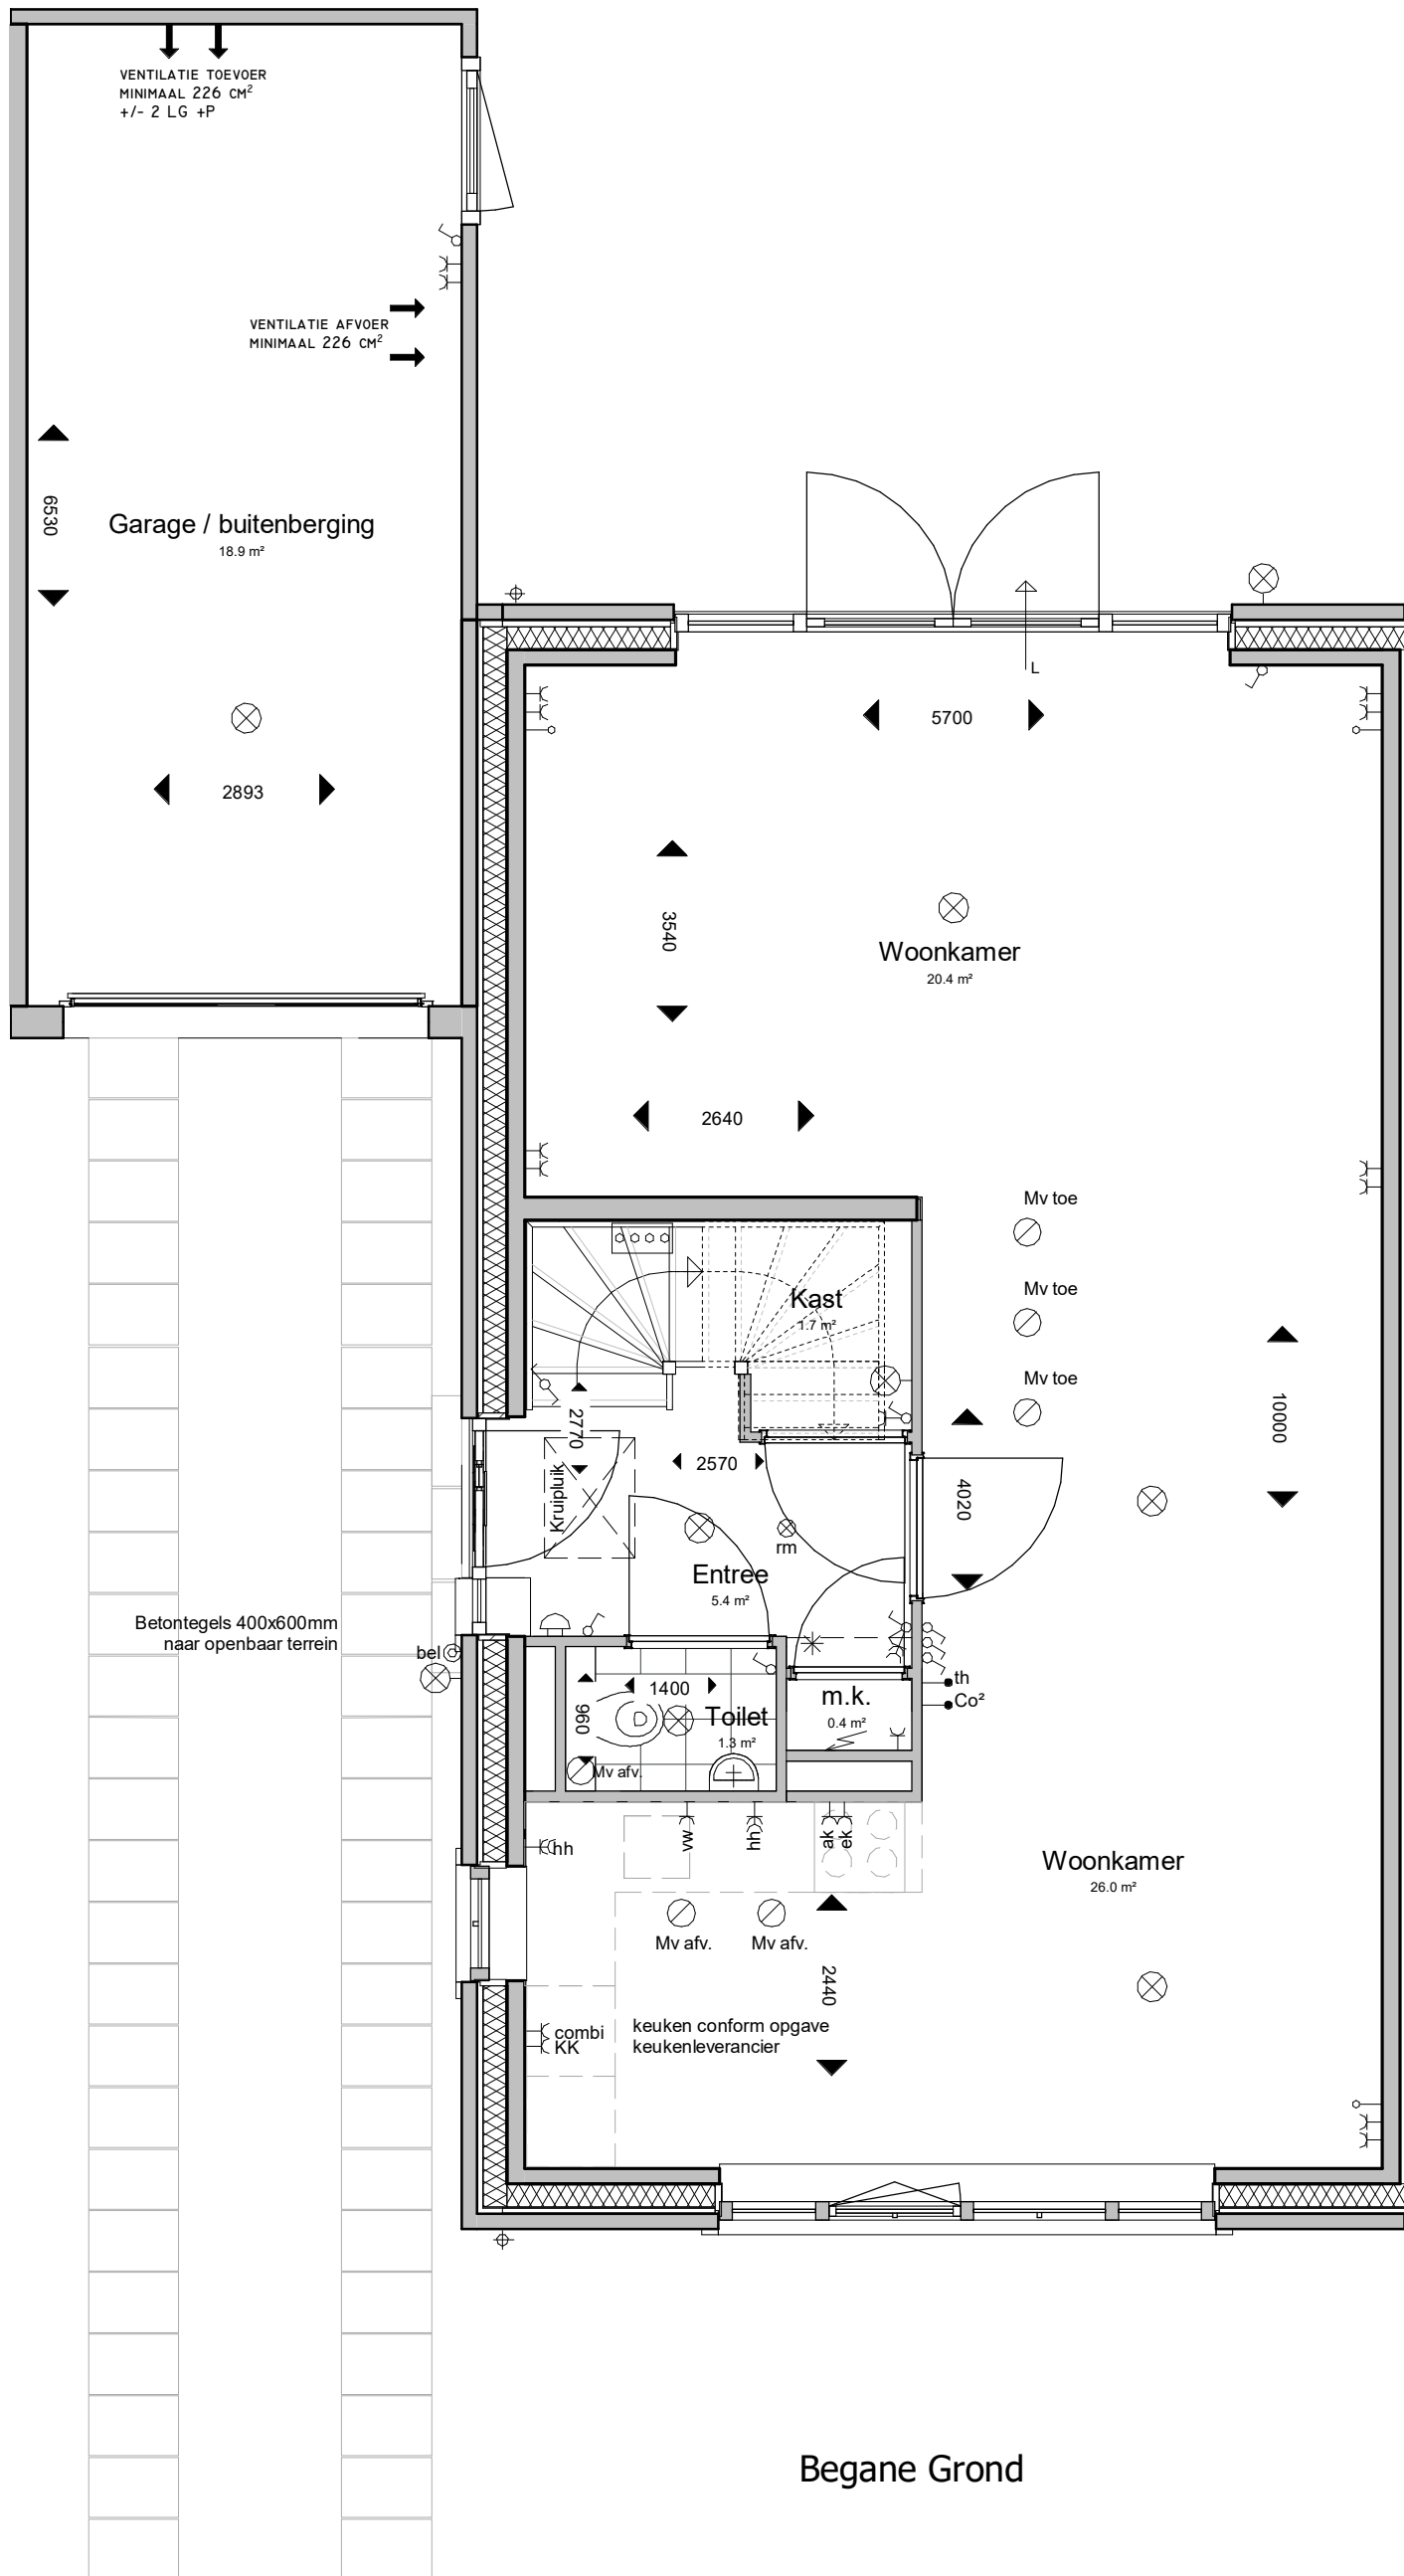 VENTILATIE TOEVOER
MINIMAAL 226 CM²
+/- 2 LG +P
VENTILATIE AFVOER
MINIMAAL 226 CM²
6530
Garage / buitenberging
18.9 m²
L
5700
2893
3540
Woonkamer
20.4 m²
2640
Mv toe
Mv toe
Kast
1.7 m²
Mv toe
10000
2770
2570
4020
Kruipluik
rm
Entree
5.4 m²
Betontegels 400x600mm
naar openbaar terrein
bel
th
Co²
1400
960
Toilet
1.3 m²
m.k.
0.4 m²
Mv afv.
hh
vw
hh
ak
ek
Woonkamer
26.0 m²
Mv afv.
Mv afv.
2440
combi
KK
keuken conform opgave
keukenleverancier
Begane Grond